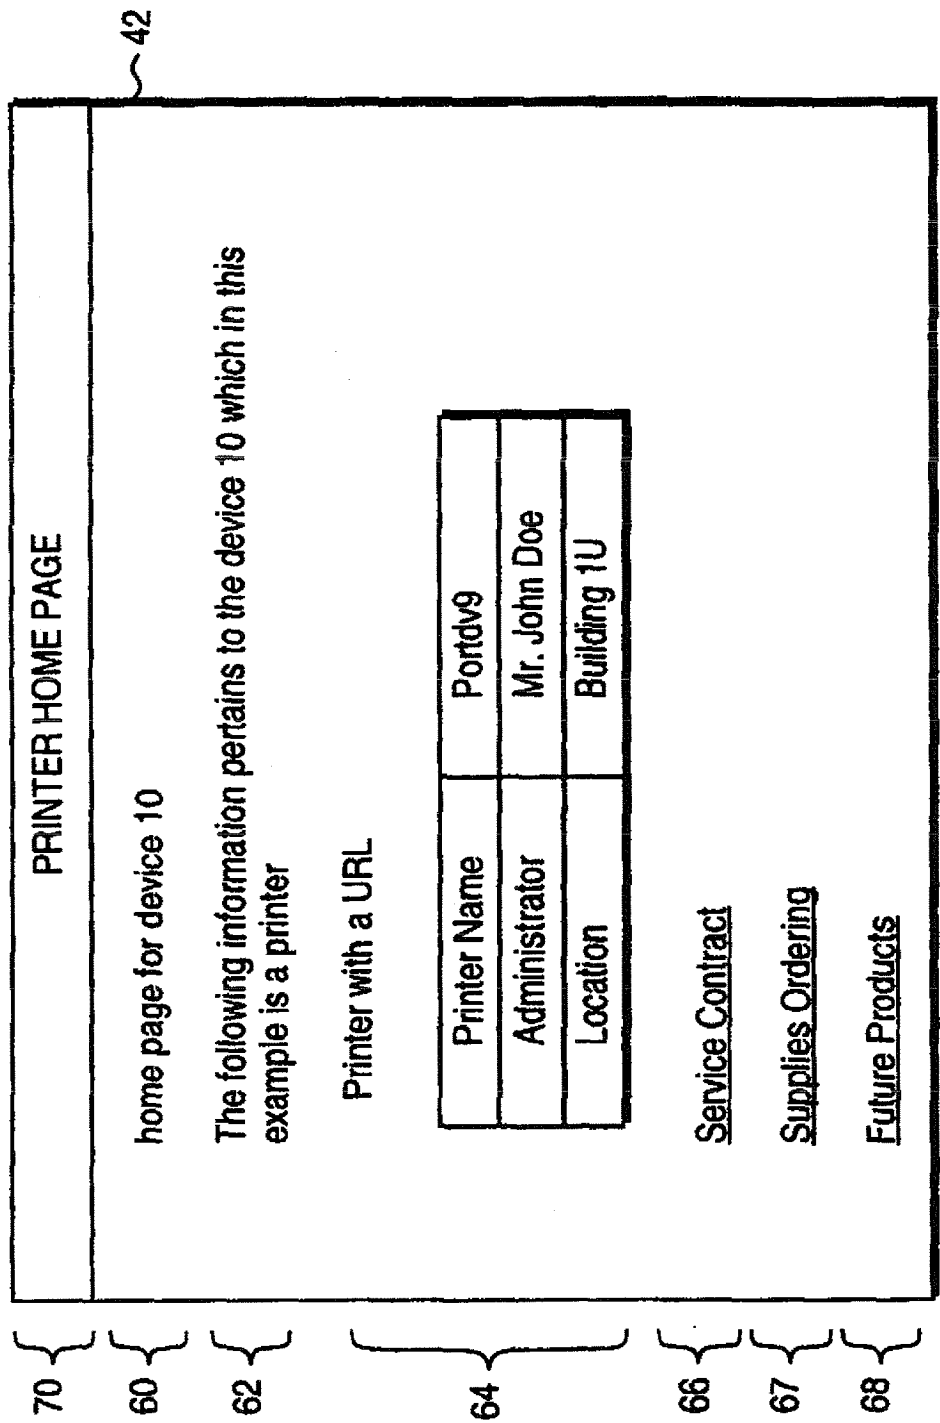 42
70 PRINTER HOME PAGE
60 home page for device 10
62 The following information pertains to the device 10 which in this
example is a printer
Printer with a URL
64
Printer Name Portdv9
Administrator Mr. John Doe
Location Building 1U
66 Service Contract
67 Supplies Ordering
68 Future Products